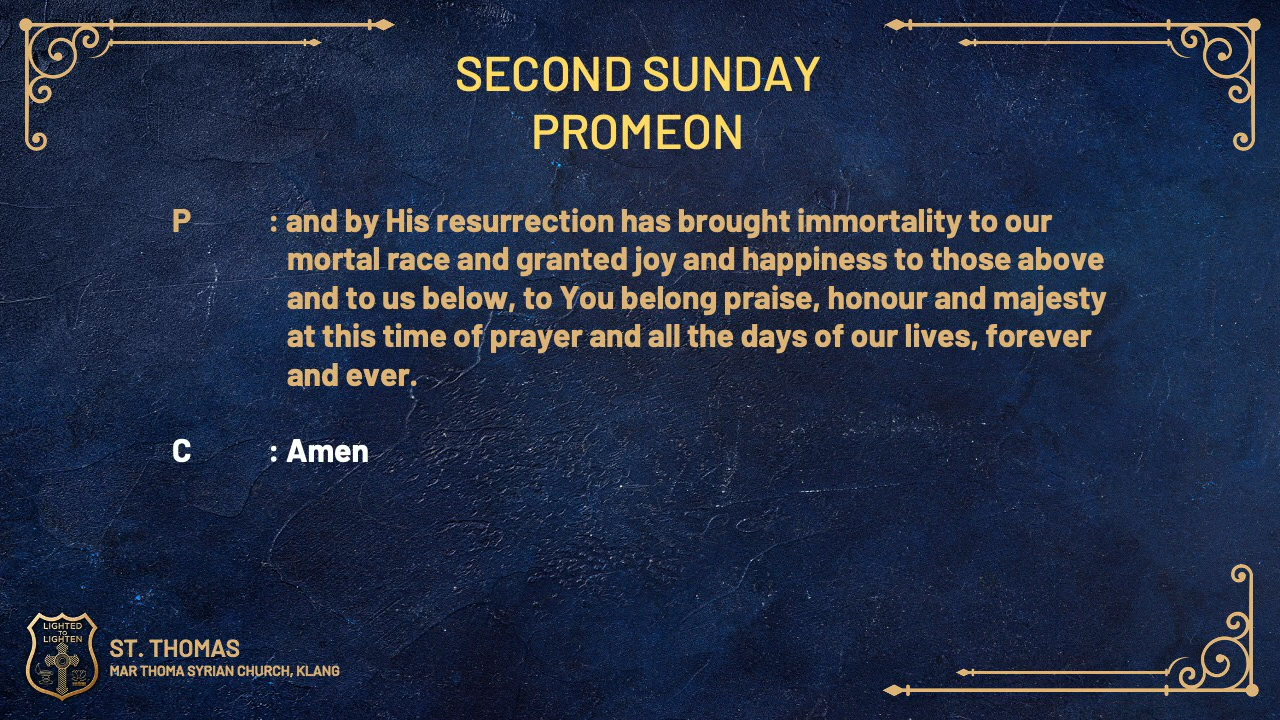 SECOND SUNDAY
PROMEON
P : and by His resurrection has brought immortality to our
mortal race and granted joy and happiness to those above
and to us below, to You belong praise, honour and majesty
at this time of prayer and all the days of our lives, forever
and ever.
C : Amen
LIGHTED
TO
LIGHTEN
ST. THOMAS
MAR THOMA SYRIAN CHURCH, KLANG